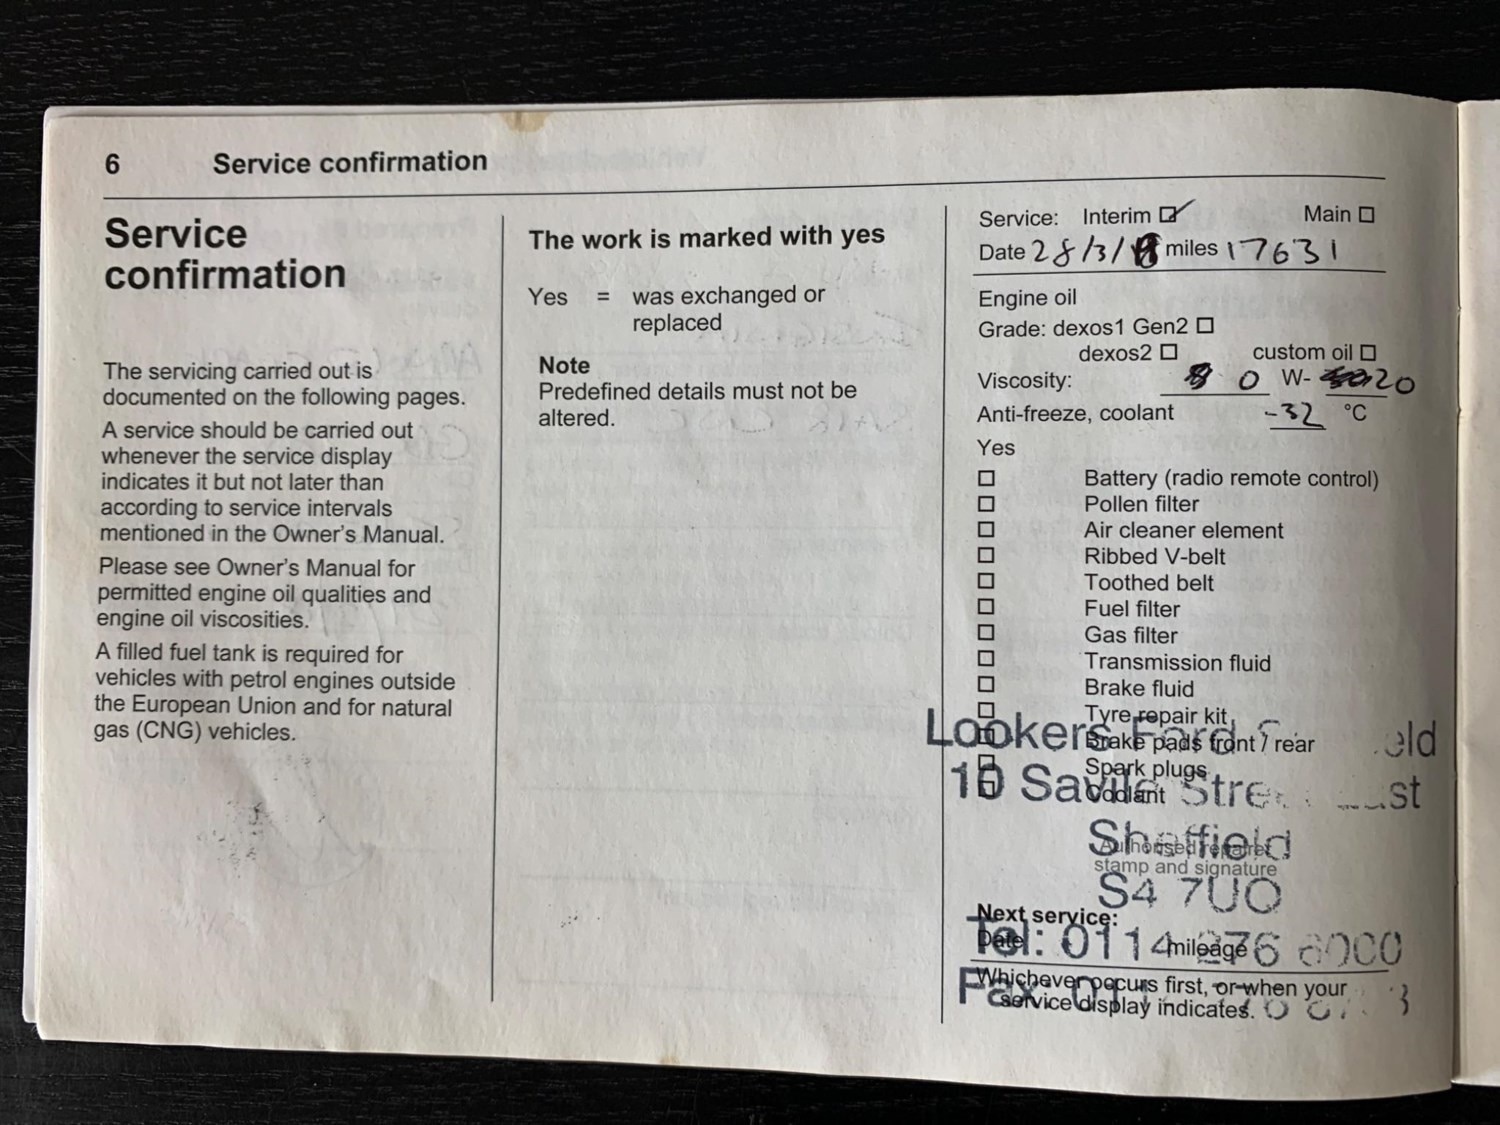 6 Service confirmation
Service
confirmation
The servicing carried out is
documented on the following pages.
A service should be carried out
whenever the service display
indicates it but not later than
according to service intervals
mentioned in the Owner's Manual.
Please see Owner's Manual for
permitted engine oil qualities and
engine oil viscosities.
A filled fuel tank is required for
vehicles with petrol engines outside
the European Union and for natural
gas (CNG) vehicles.
The work is marked with yes
Yes = was exchanged or
replaced
Note
Predefined details must not be
altered.
Service: Interim Main
Date 28/3/ miles 17631
Engine oil
Grade: dexos1 Gen2
dexos2 custom oil
Viscosity: 0 W- 20
Anti-freeze, coolant -32 °C
Yes
Battery (radio remote control)
Pollen filter
Air cleaner element
Ribbed V-belt
Toothed belt
Fuel filter
Gas filter
Transmission fluid
Brake fluid
Tyre repair kit
Brake pads front / rear
Spark plugs
Coolant
Lookers Ford
10 Savile Street
Sheffield
Authorised repairer
stamp and signature
S4 7UQ
Next service:
Date mileage
Tel: 0114 276
Whichever occurs first, or when your
service display indicates.
Fax